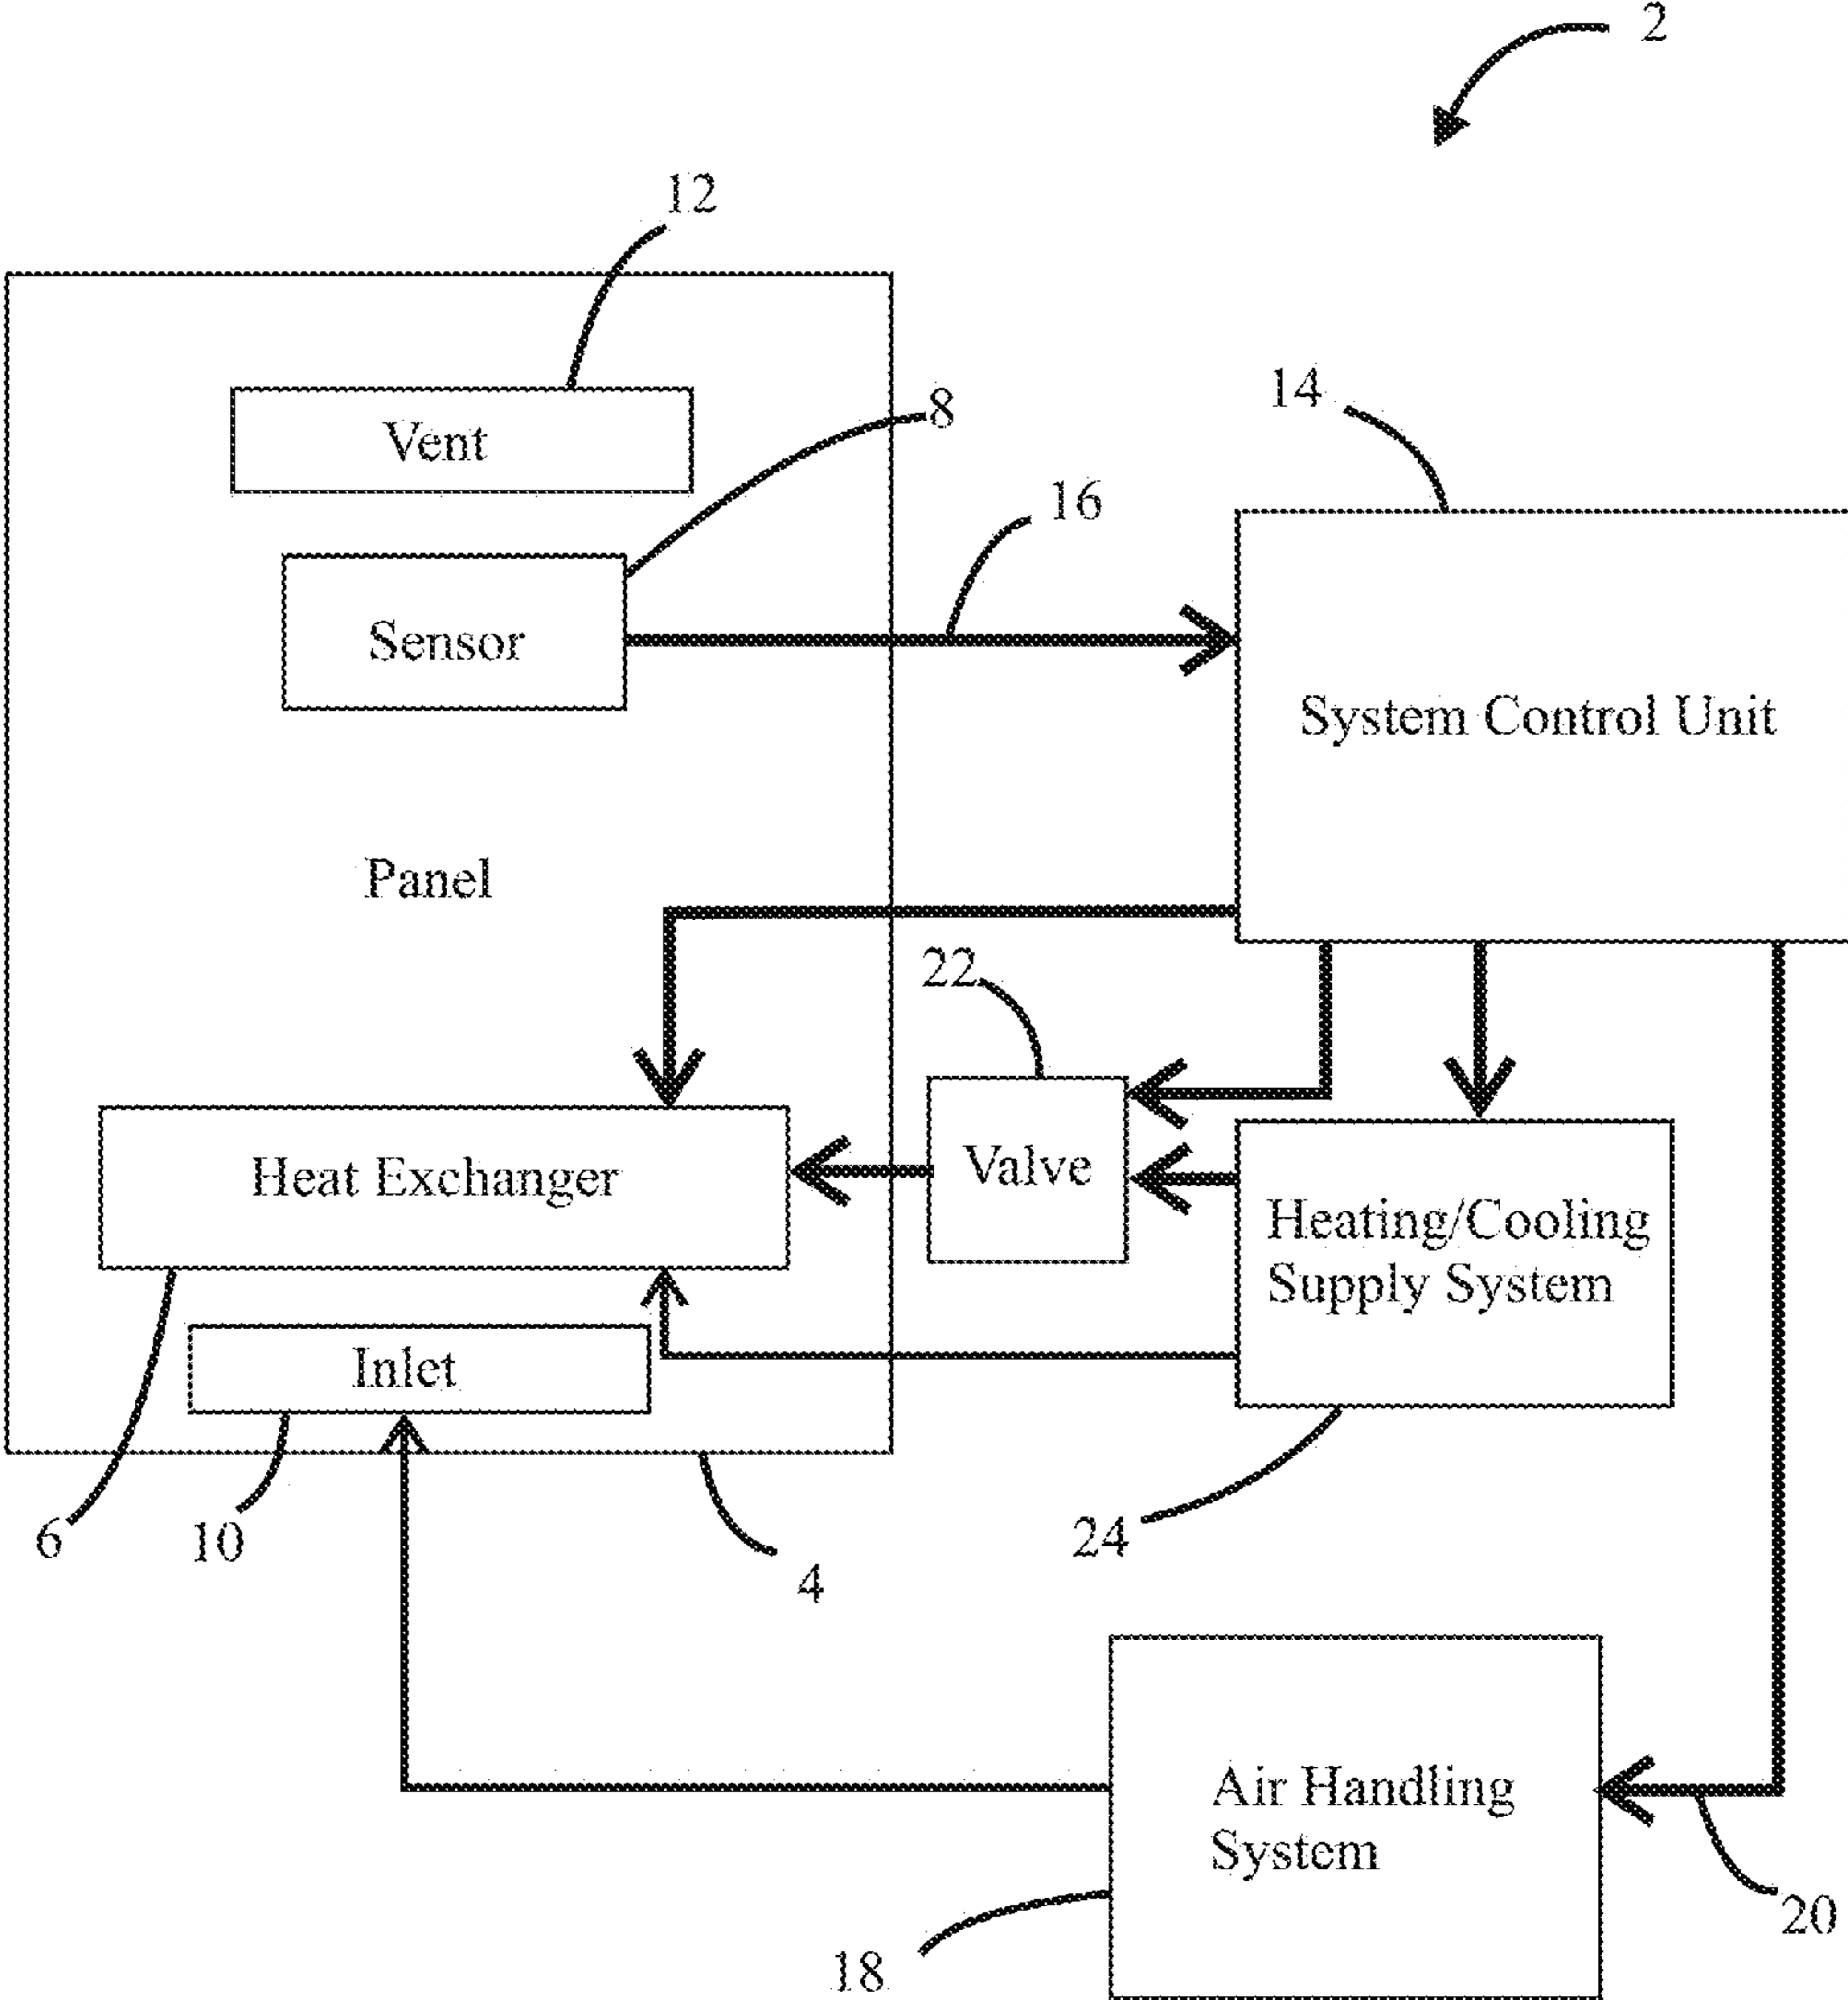 2
12
Vent
8
14
16
Sensor
System Control Unit
Panel
22
Heat Exchanger
Valve
Heating/Cooling
Supply System
Inlet
6
10
4
24
Air Handling
System
18
20